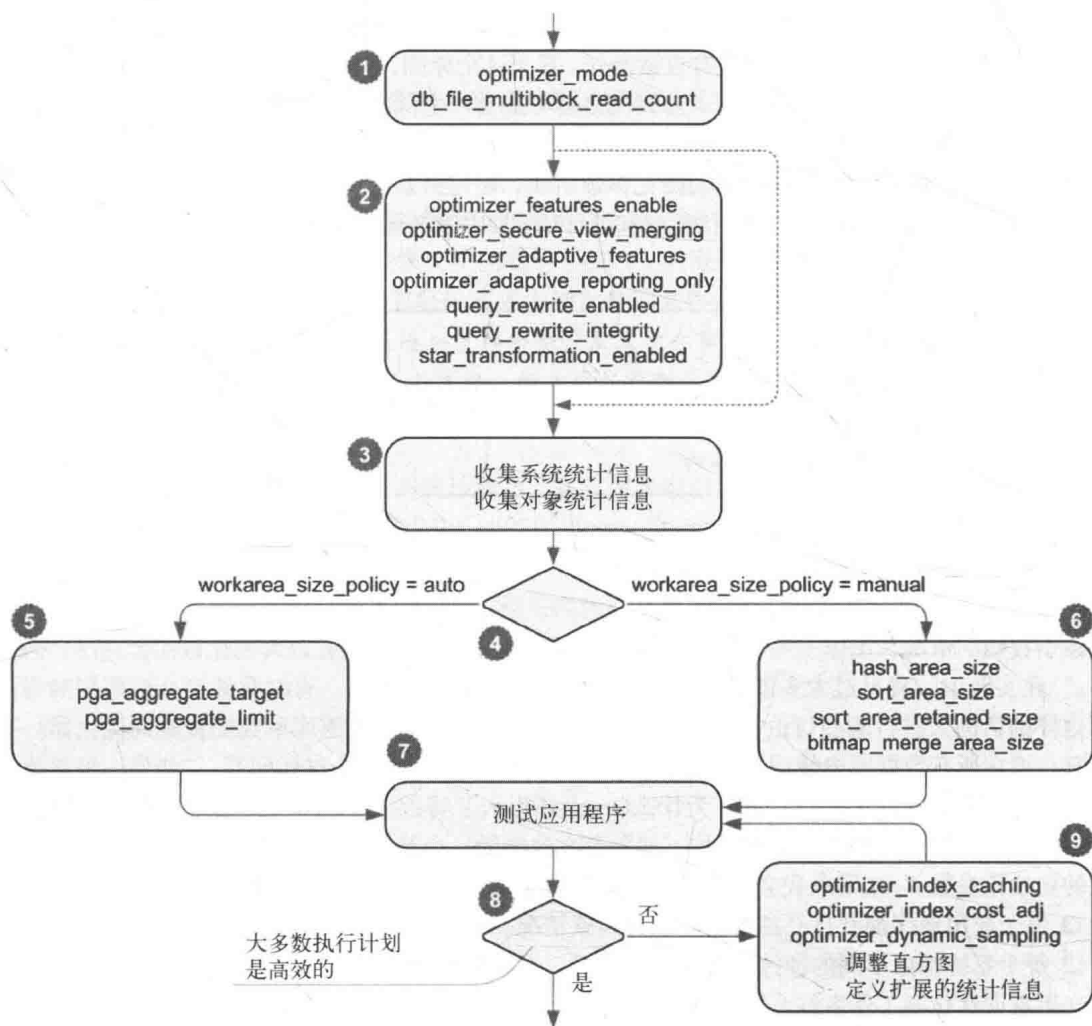 1
optimizer_mode
db_file_multiblock_read_count
2
optimizer_features_enable
optimizer_secure_view_merging
optimizer_adaptive_features
optimizer_adaptive_reporting_only
query_rewrite_enabled
query_rewrite_integrity
star_transformation_enabled
3
收集系统统计信息
收集对象统计信息
workarea_size_policy = auto
workarea_size_policy = manual
4
5
pga_aggregate_target
pga_aggregate_limit
6
hash_area_size
sort_area_size
sort_area_retained_size
bitmap_merge_area_size
7
测试应用程序
8
大多数执行计划
是高效的
否
是
9
optimizer_index_caching
optimizer_index_cost_adj
optimizer_dynamic_sampling
调整直方图
定义扩展的统计信息